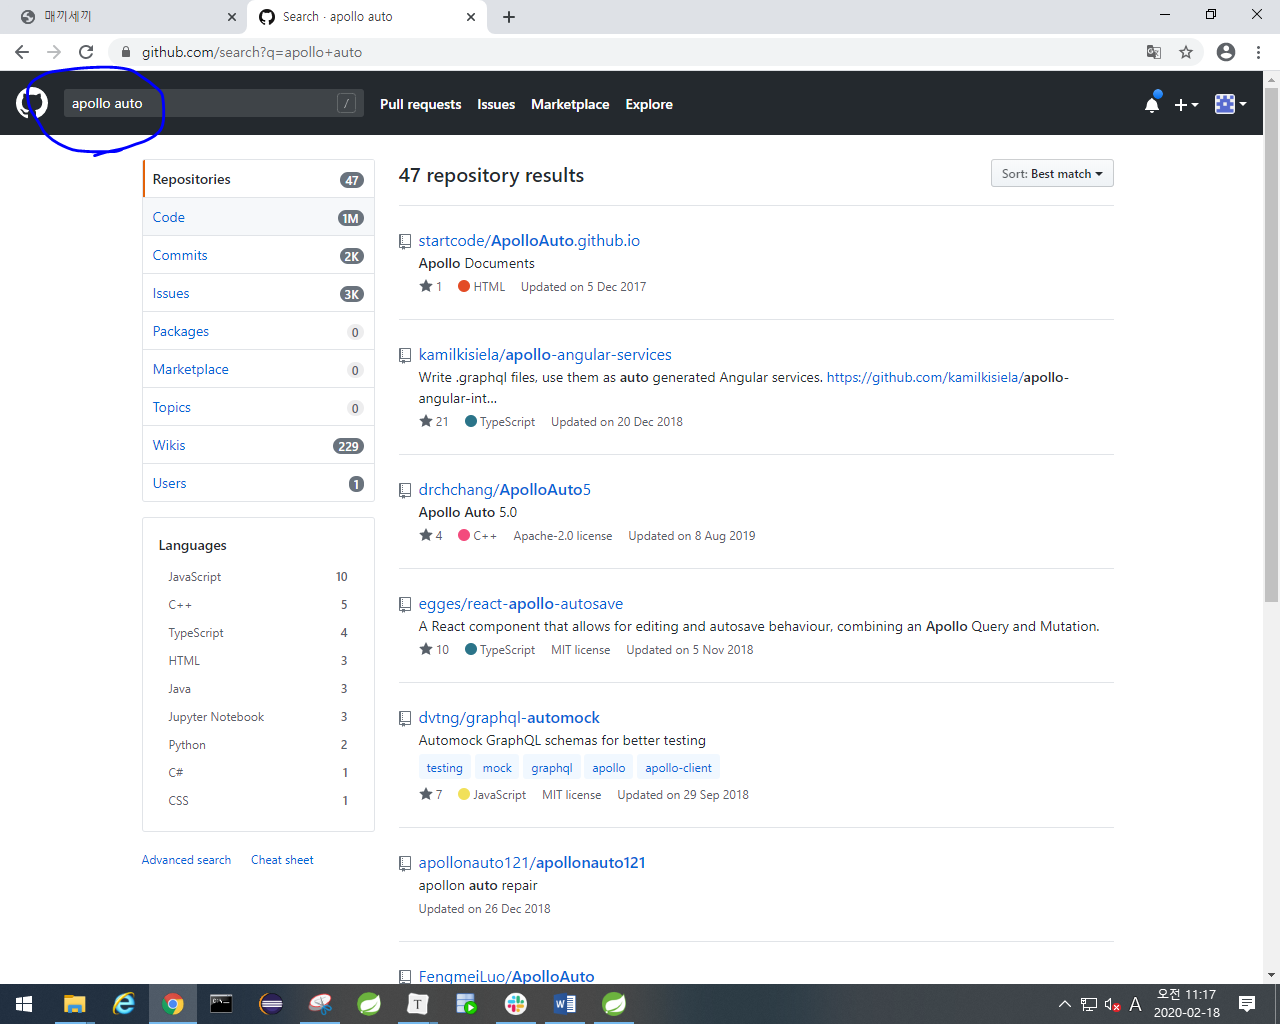 매끼세끼
Search · apollo auto
github.com/search?q=apollo+auto
apollo auto
/
Pull requests
Issues
Marketplace
Explore
Repositories 47
Code 1M
Commits 2K
Issues 3K
Packages 0
Marketplace 0
Topics 0
Wikis 229
Users 1
Languages
JavaScript 10
C++ 5
TypeScript 4
HTML 3
Java 3
Jupyter Notebook 3
Python 2
C# 1
CSS 1
Advanced search Cheat sheet
47 repository results
Sort: Best match
startcode/ApolloAuto.github.io
Apollo Documents
1 HTML Updated on 5 Dec 2017
kamilkisiela/apollo-angular-services
Write .graphql files, use them as auto generated Angular services. https://github.com/kamilkisiela/apollo-
angular-int...
21 TypeScript Updated on 20 Dec 2018
drchchang/ApolloAuto5
Apollo Auto 5.0
4 C++ Apache-2.0 license Updated on 8 Aug 2019
egges/react-apollo-autosave
A React component that allows for editing and autosave behaviour, combining an Apollo Query and Mutation.
10 TypeScript MIT license Updated on 5 Nov 2018
dvtng/graphql-automock
Automock GraphQL schemas for better testing
testing mock graphql apollo apollo-client
7 JavaScript MIT license Updated on 29 Sep 2018
apollonauto121/apollonauto121
apollon auto repair
Updated on 26 Dec 2018
FengmeiLuo/ApolloAuto
T
W
A
오전 11:17
2020-02-18